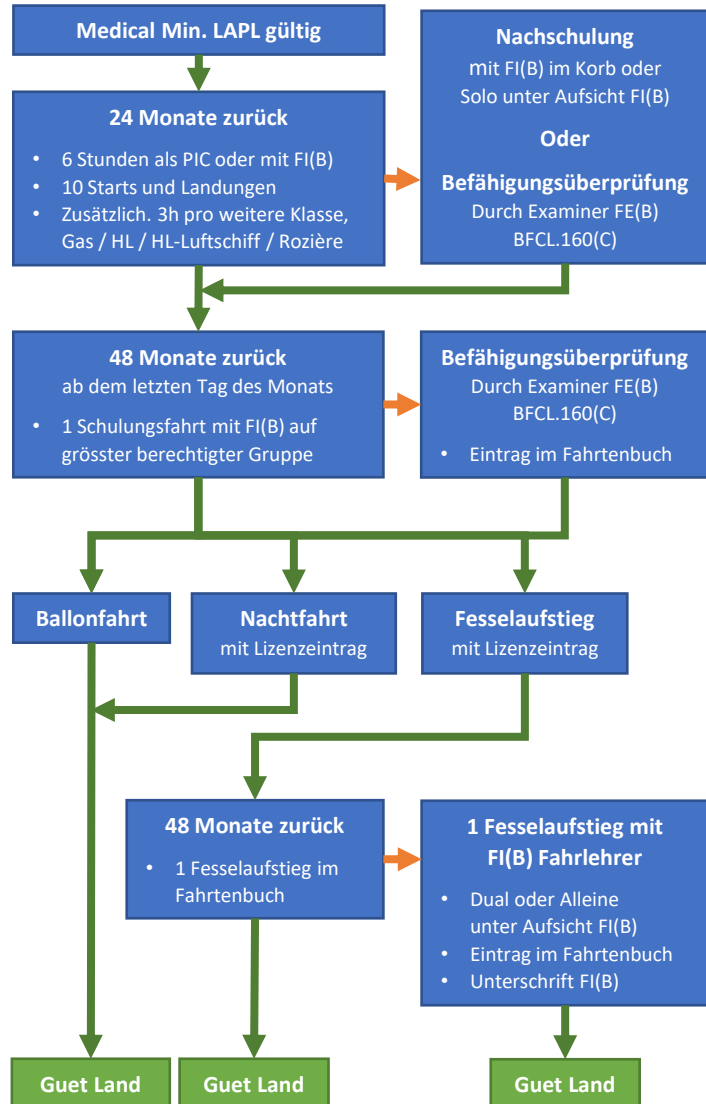 Medical Min. LAPL gültig
Nachschulung
mit FI(B) im Korb oder
Solo unter Aufsicht FI(B)
Oder
Befähigungsüberprüfung
Durch Examiner FE(B)
BFCL.160(C)
24 Monate zurück
• 6 Stunden als PIC oder mit FI(B)
• 10 Starts und Landungen
• Zusätzlich. 3h pro weitere Klasse,
Gas / HL / HL-Luftschiff / Rozière
48 Monate zurück
ab dem letzten Tag des Monats
• 1 Schulungsfahrt mit FI(B) auf
grösster berechtigter Gruppe
Befähigungsüberprüfung
Durch Examiner FE(B)
BFCL.160(C)
• Eintrag im Fahrtenbuch
Ballonfahrt
Nachtfahrt
mit Lizenzeintrag
Fesselaufstieg
mit Lizenzeintrag
48 Monate zurück
• 1 Fesselaufstieg im
Fahrtenbuch
1 Fesselaufstieg mit
FI(B) Fahrlehrer
• Dual oder Alleine
unter Aufsicht FI(B)
• Eintrag im Fahrtenbuch
• Unterschrift FI(B)
Guet Land
Guet Land
Guet Land